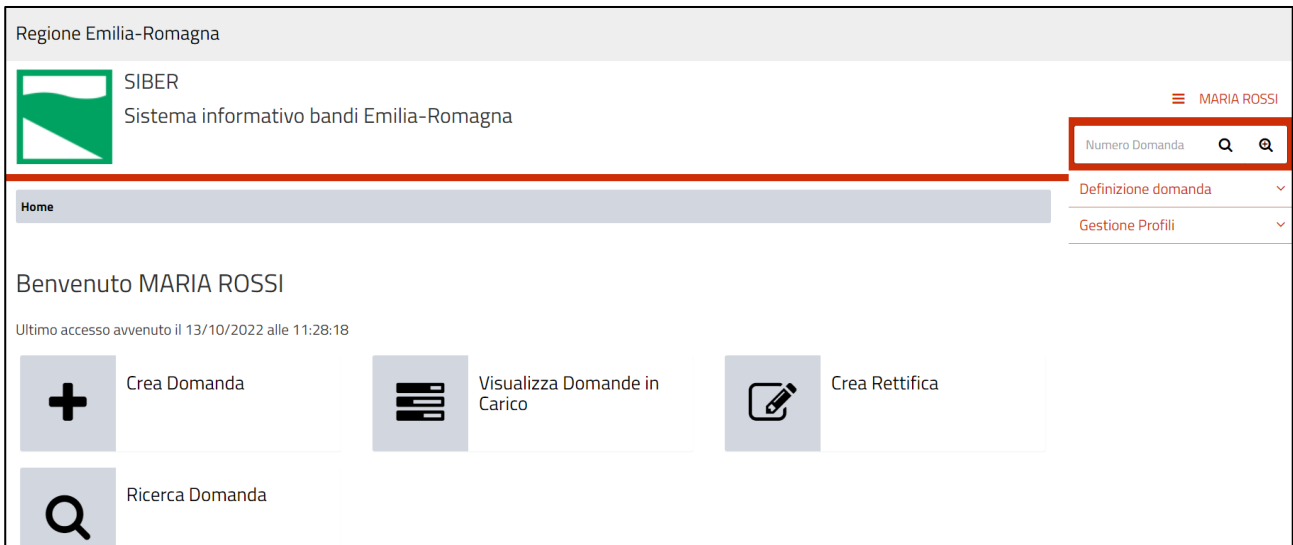 Regione Emilia-Romagna
SIBER
Sistema informativo bandi Emilia-Romagna
MARIA ROSSI
Numero Domanda
Definizione domanda
Gestione Profili
Home
Benvenuto MARIA ROSSI
Ultimo accesso avvenuto il 13/10/2022 alle 11:28:18
Crea Domanda
Visualizza Domande in
Carico
Crea Rettifica
Ricerca Domanda